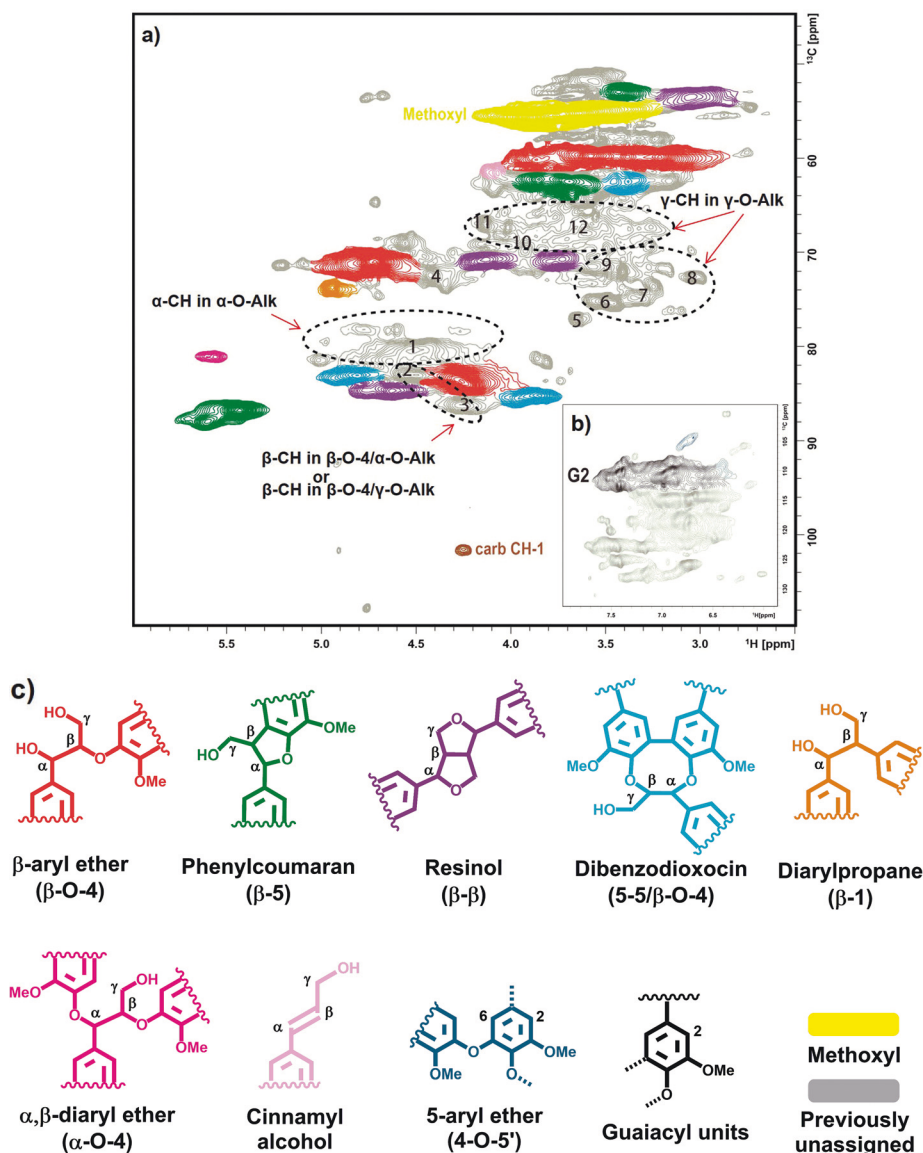 a)
¹³C [ppm]
Methoxyl
60
γ-CH in γ-O-Alk
11
12
10
70
4
9
8
7
6
5
α-CH in α-O-Alk
1
80
2
3
90
β-CH in β-O-4/α-O-Alk
or
β-CH in β-O-4/γ-O-Alk
100
carb CH-1
b)
G2
¹³C [ppm]
105
110
115
120
125
130
7.5
7.0
6.5
¹H[ppm]
5.5
5.0
4.5
4.0
3.5
3.0
¹H [ppm]
c)
HO
γ
HO
β
α
O
OMe
β-aryl ether
(β-O-4)
OMe
HO
γ
β
α
O
Phenylcoumaran
(β-5)
O
γ
β
α
O
Resinol
(β-β)
MeO
OMe
O
β
α
O
γ
HO
Dibenzodioxocin
(5-5/β-O-4)
HO
γ
HO
β
α
Diarylpropane
(β-1)
MeO
γ
OH
O
α
β
O
OMe
α,β-diaryl ether
(α-O-4)
γ
OH
α
β
Cinnamyl
alcohol
6
2
O
OMe
OMe
O
5-aryl ether
(4-O-5')
2
OMe
O
Guaiacyl units
Methoxyl
Previously
unassigned